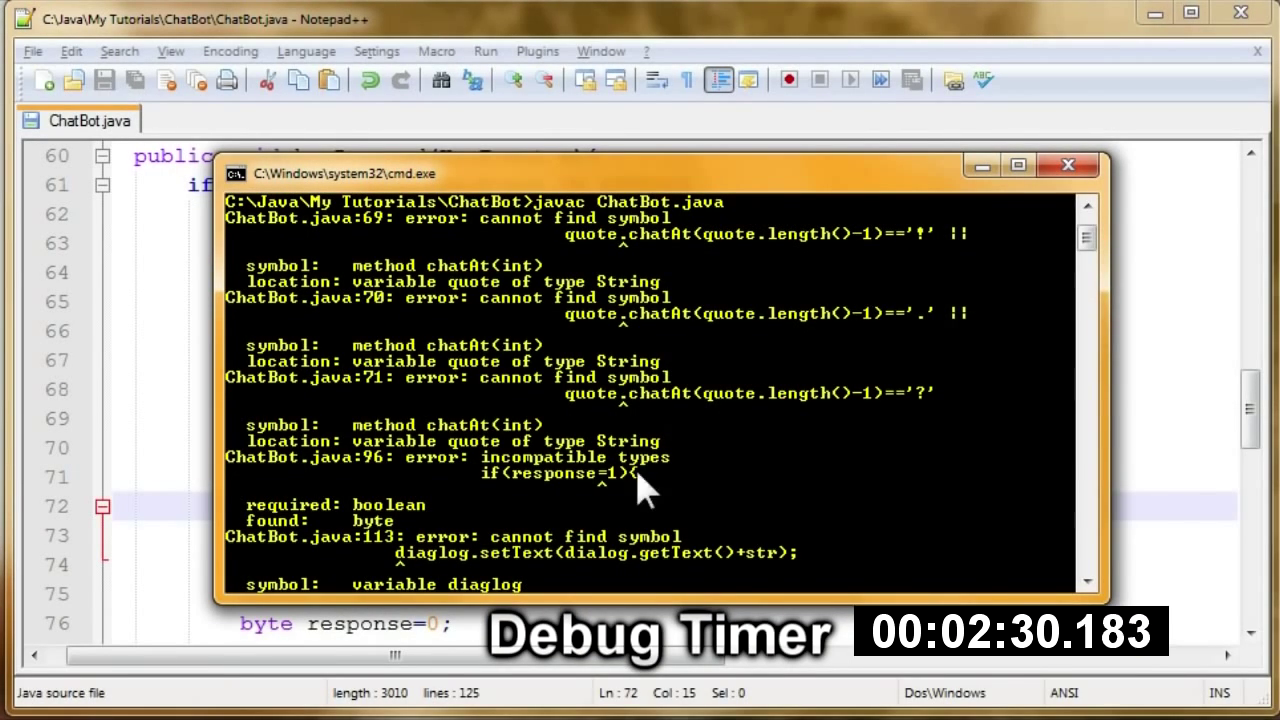 C:\Java\My Tutorials\ChatBot\ChatBot.java - Notepad++
File Edit Search View Encoding Language Settings Macro Run Plugins Window ? X
ABC
ChatBot.java
60 public
61 if
62
63
64
65
66
67
68
69
70
71
72
73
74
75
76 byte response=0;
C:\Windows\system32\cmd.exe
C:\Java\My Tutorials\ChatBot>javac ChatBot.java
ChatBot.java:69: error: cannot find symbol
quote.chatAt(quote.length()-1)=='!' ||
^
symbol: method chatAt(int)
location: variable quote of type String
ChatBot.java:70: error: cannot find symbol
quote.chatAt(quote.length()-1)=='.' ||
^
symbol: method chatAt(int)
location: variable quote of type String
ChatBot.java:71: error: cannot find symbol
quote.chatAt(quote.length()-1)=='?'
^
symbol: method chatAt(int)
location: variable quote of type String
ChatBot.java:96: error: incompatible types
if(response=1){
^
required: boolean
found: byte
ChatBot.java:113: error: cannot find symbol
diaglog.setText(dialog.getText()+str);
^
symbol: variable diaglog
Debug Timer 00:02:30.183
Java source file length : 3010 lines : 125 Ln : 72 Col : 15 Sel : 0 Dos\Windows ANSI INS